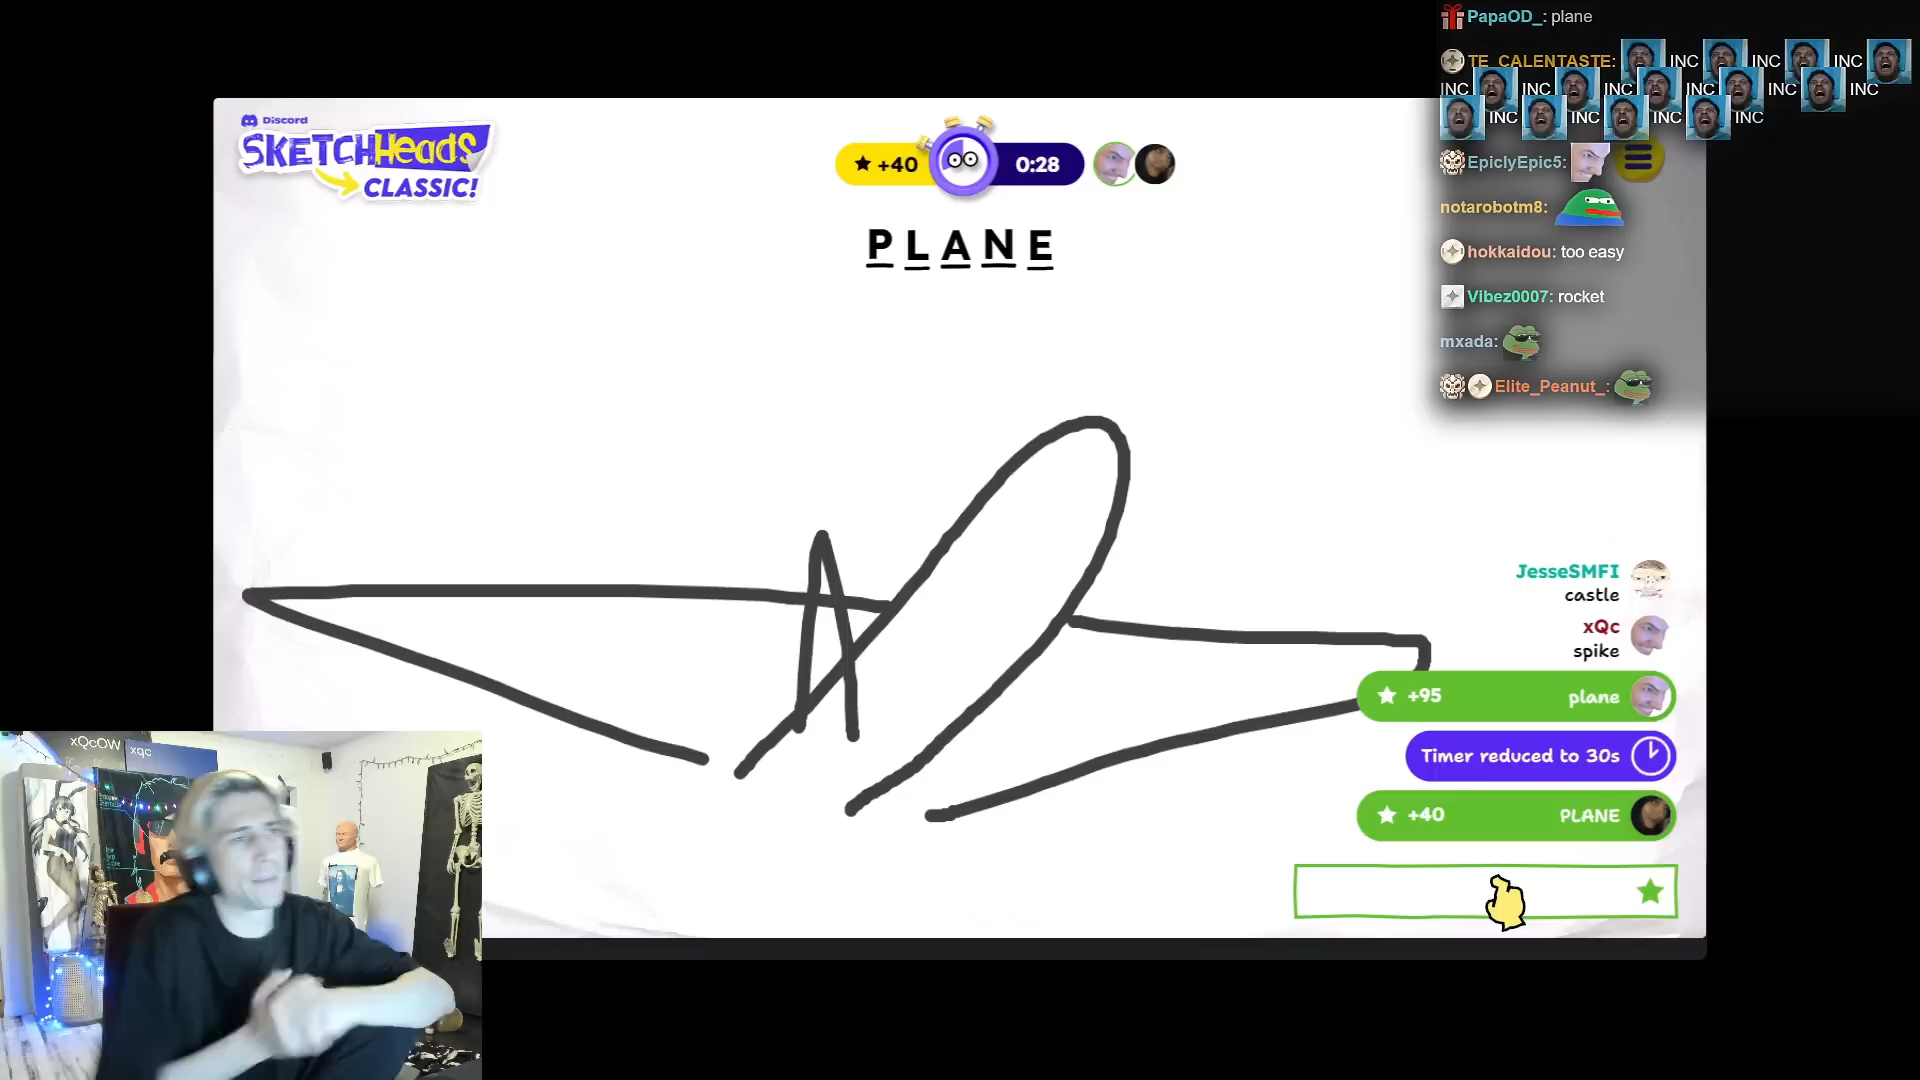 PapaOD_: plane
TE_CALENTASTE: INC INC INC
INC INC INC INC INC INC
INC INC INC INC
EpiclyEpic5:
notarobotm8:
hokkaidou: too easy
Vibez0007: rocket
mxada:
Elite_Peanut_:
Discord
SKETCHHeadS
CLASSIC!
+40
0:28
PLANE
JesseSMFI
castle
xQc
spike
+95 plane
Timer reduced to 30s
+40 PLANE
xQcOW
xqc